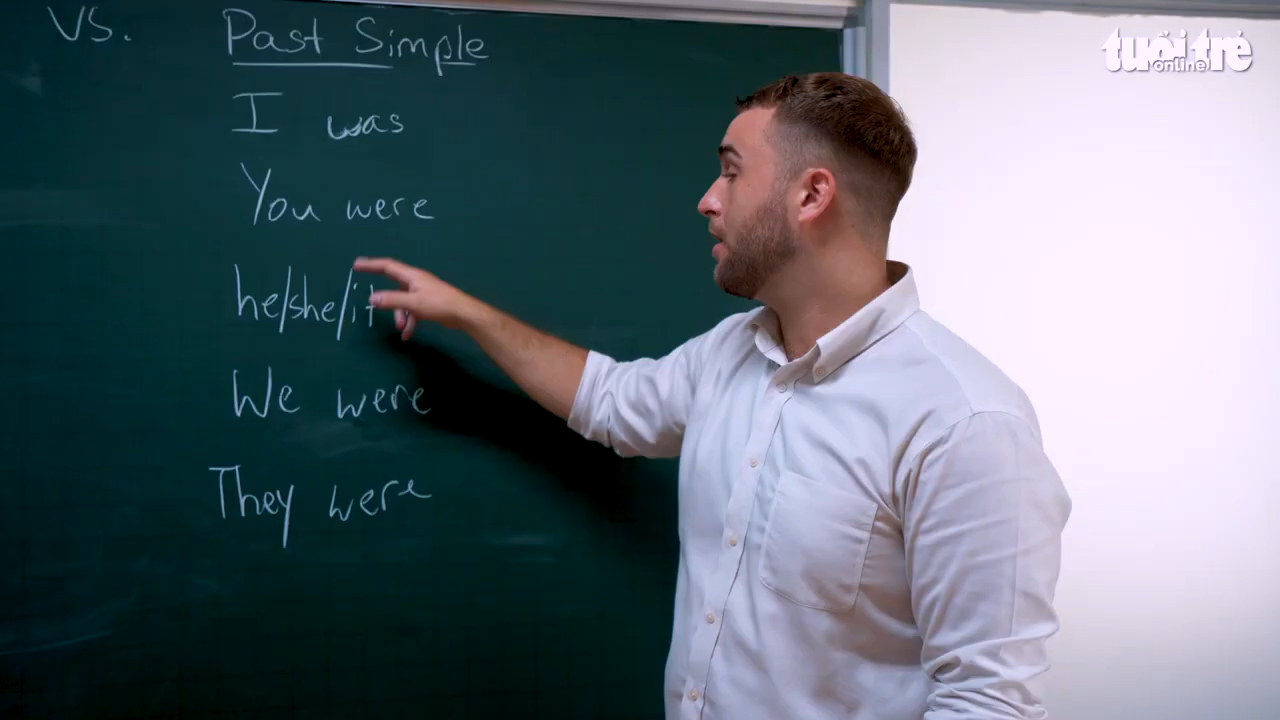 vs. Past Simple
I was
You were
he/she/it
We were
They were
tuổi trẻ
online